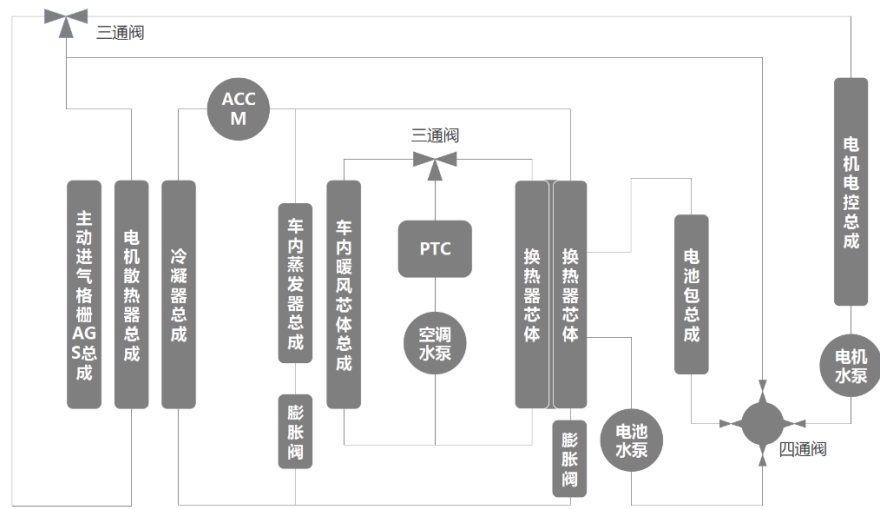 三通阀
ACC
M
三通阀
主动进气格栅AG
S总成
电机散热器总成
冷凝器总成
车内蒸发器总成
车内暖风芯体总成
PTC
空调
水泵
换热器芯体
换热器芯体
电池包总成
电机电控总成
电机
水泵
膨胀阀
膨胀阀
电池
水泵
四通阀